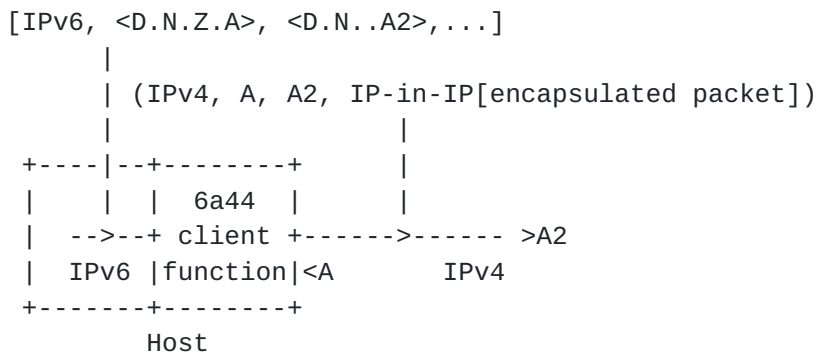 [IPv6, <D.N.Z.A>, <D.N..A2>,...]
|
| (IPv4, A, A2, IP-in-IP[encapsulated packet])
| |
+----|--+--------+ |
| | | 6a44 | |
| -->--+ client +------>------ >A2
| IPv6 |function|<A IPv4
+-------+--------+
Host